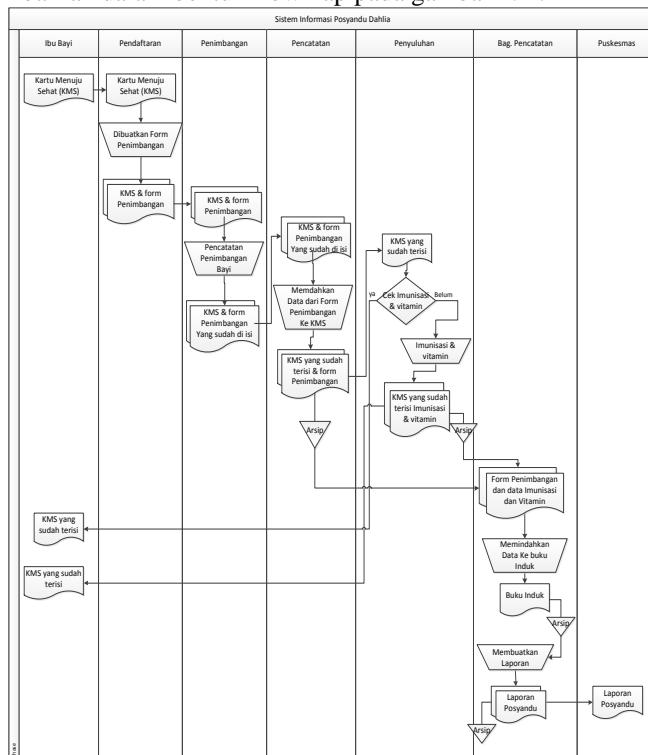 Sistem Informasi Posyandu Dahlia
Ibu Bayi
Pendaftaran
Penimbangan
Pencatatan
Penyuluhan
Bag. Pencatatan
Puskesmas
Kartu Menuju
Sehat (KMS)
Kartu Menuju
Sehat (KMS)
Dibuatkan Form
Penimbangan
KMS & form
Penimbangan
KMS & form
Penimbangan
Pencatatan
Penimbangan
Bayi
KMS & form
Penimbangan
Yang sudah di isi
KMS & form
Penimbangan
Yang sudah di isi
Memdahkan
Data dari Form
Penimbangan
Ke KMS
KMS yang sudah
terisi & form
Penimbangan
Arsip
KMS yang
sudah terisi
ya
Cek Imunisasi
& vitamin
Belum
Imunisasi &
vitamin
KMS yang sudah
terisi Imunisasi
& vitamin
Arsip
Form Penimbangan
dan data Imunisasi
dan Vitamin
KMS yang
sudah terisi
Memindahkan
Data Ke buku
Induk
KMS yang sudah
terisi
Buku Induk
Arsip
Membuatkan
Laporan
Laporan
Posyandu
Arsip
Laporan
Posyandu